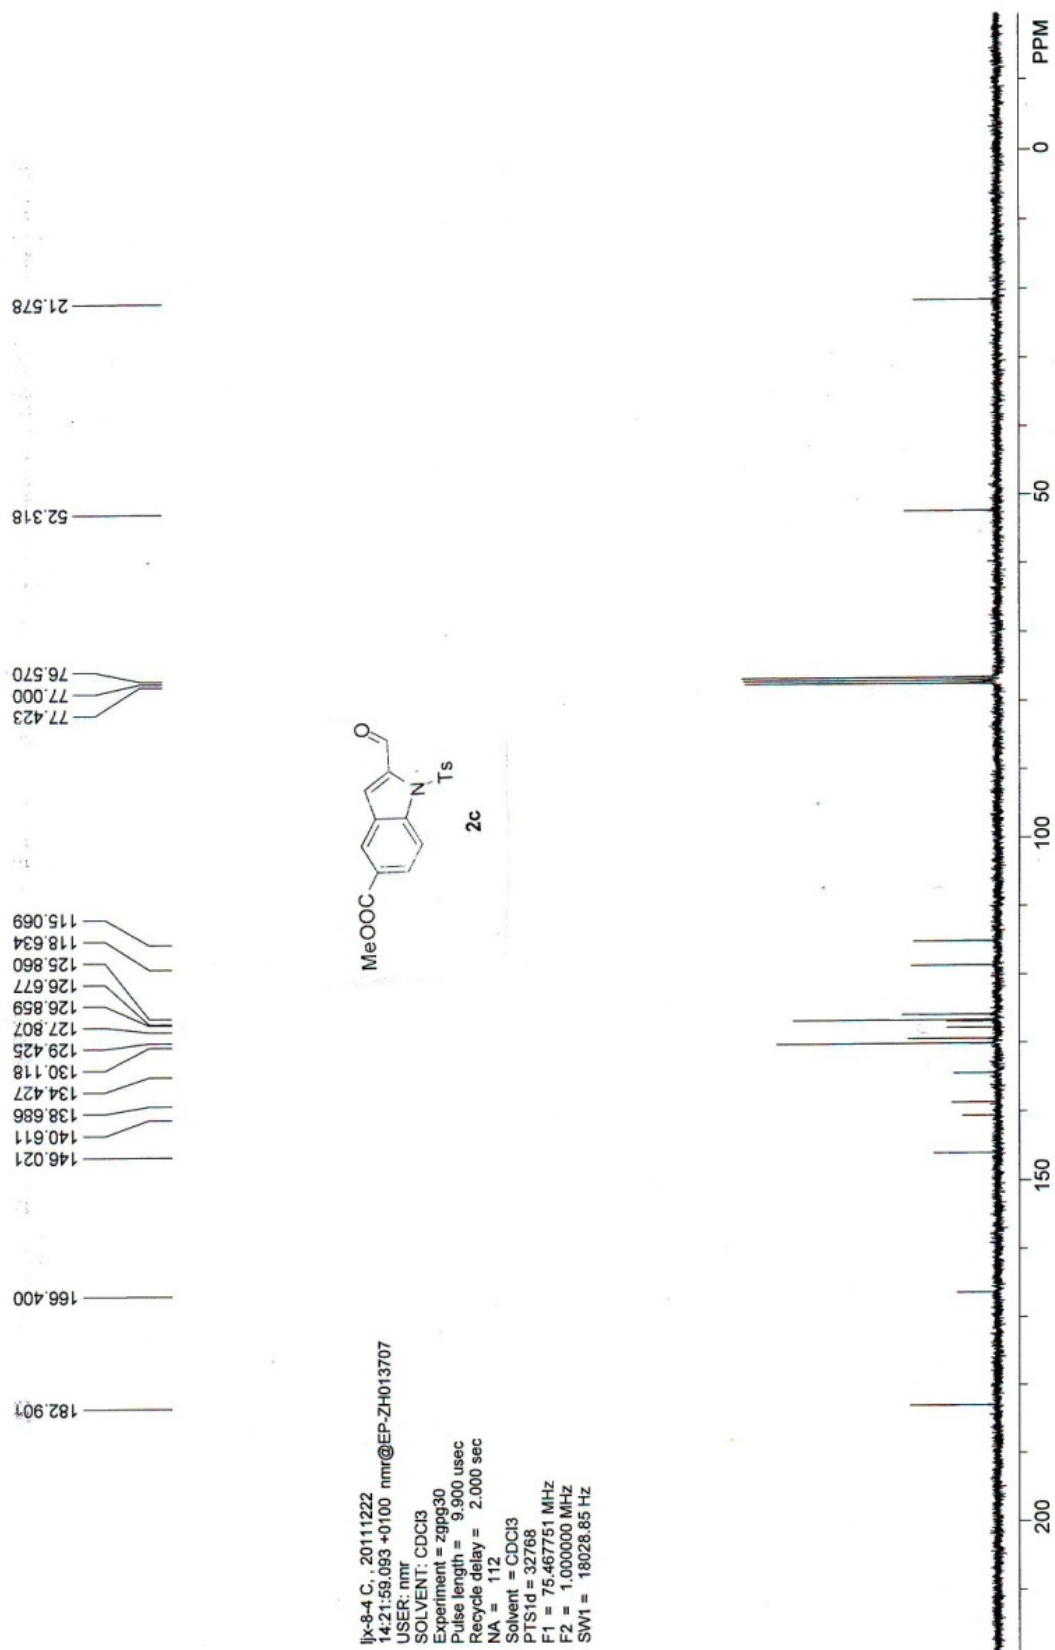 182.901
166.400
146.021
140.611
138.686
134.427
130.118
129.425
127.807
126.859
126.677
125.860
118.634
115.069
77.423
77.000
76.570
52.318
21.578
MeOOC
O
N
Ts
2c
ljx-8-4 C, , 20111222
14:21:59.093 +0100 nmr@EP-ZH013707
USER: nmr
SOLVENT: CDCl3
Experiment = zgpg30
Pulse length = 9.900 usec
Recycle delay = 2.000 sec
NA = 112
Solvent = CDCl3
PTS1d = 32768
F1 = 75.467751 MHz
F2 = 1.000000 MHz
SW1 = 18028.85 Hz
200
150
100
50
0
PPM